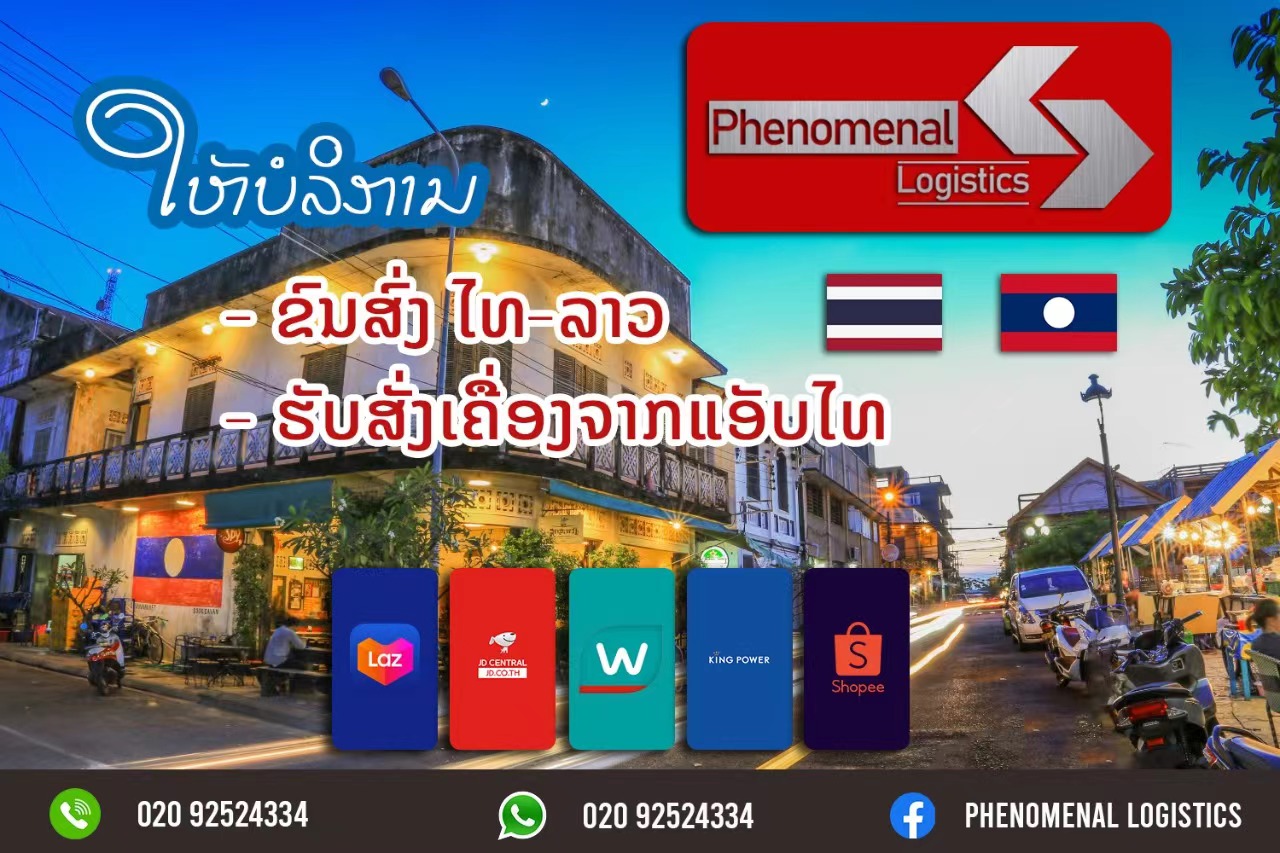 ໃຫ້ບໍລິການ
Phenomenal
Logistics
- ຂົນສົ່ງ ໄທ-ລາວ
- ຮັບສັ່ງເຄື່ອງຈາກແອັບໄທ
Laz
JD CENTRAL
JD.CO.TH
W
KING POWER
S
Shopee
020 92524334
020 92524334
PHENOMENAL LOGISTICS